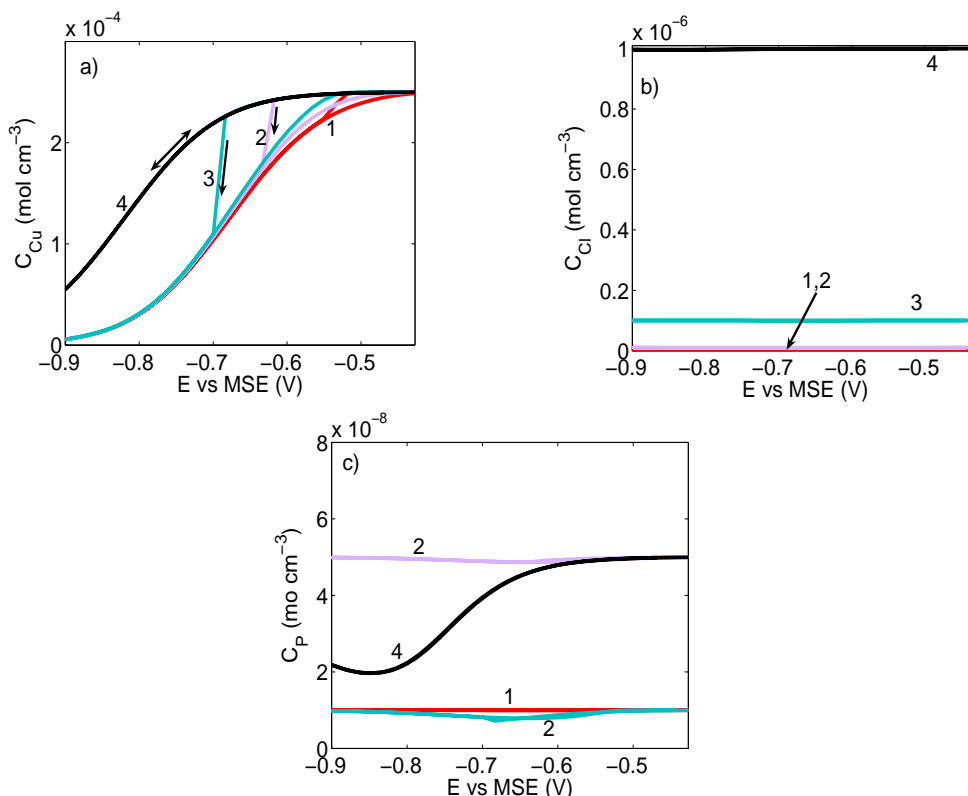 x 10⁻⁴
a)
2
1
0
1
2
3
4
−0.9 −0.8 −0.7 −0.6 −0.5
E vs MSE (V)
C_Cu (mol cm⁻³)
x 10⁻⁶
b)
1
0.8
0.6
0.4
0.2
0
4
1,2
3
−0.9 −0.8 −0.7 −0.6 −0.5
E vs MSE (V)
C_Cl (mol cm⁻³)
x 10⁻⁸
c)
8
6
4
2
0
2
4
1
2
−0.9 −0.8 −0.7 −0.6 −0.5
E vs MSE (V)
C_P (mo cm⁻³)